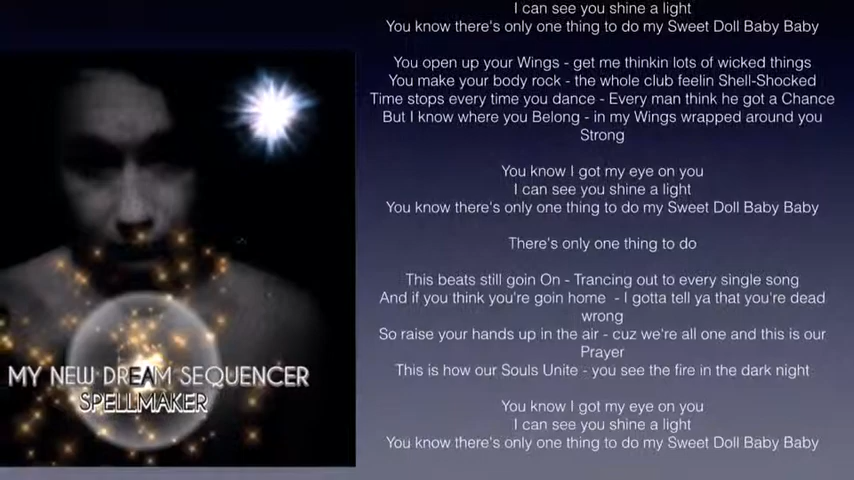 I can see you shine a light
You know there's only one thing to do my Sweet Doll Baby Baby
You open up your Wings - get me thinkin lots of wicked things
You make your body rock - the whole club feelin Shell-Shocked
Time stops every time you dance - Every man think he got a Chance
But I know where you Belong - in my Wings wrapped around you
Strong
You know I got my eye on you
I can see you shine a light
You know there's only one thing to do my Sweet Doll Baby Baby
There's only one thing to do
This beats still goin On - Trancing out to every single song
And if you think you're goin home - I gotta tell ya that you're dead
wrong
So raise your hands up in the air - cuz we're all one and this is our
Prayer
This is how our Souls Unite - you see the fire in the dark night
You know I got my eye on you
I can see you shine a light
You know there's only one thing to do my Sweet Doll Baby Baby
MY NEW DREAM SEQUENCER
SPELLMAKER